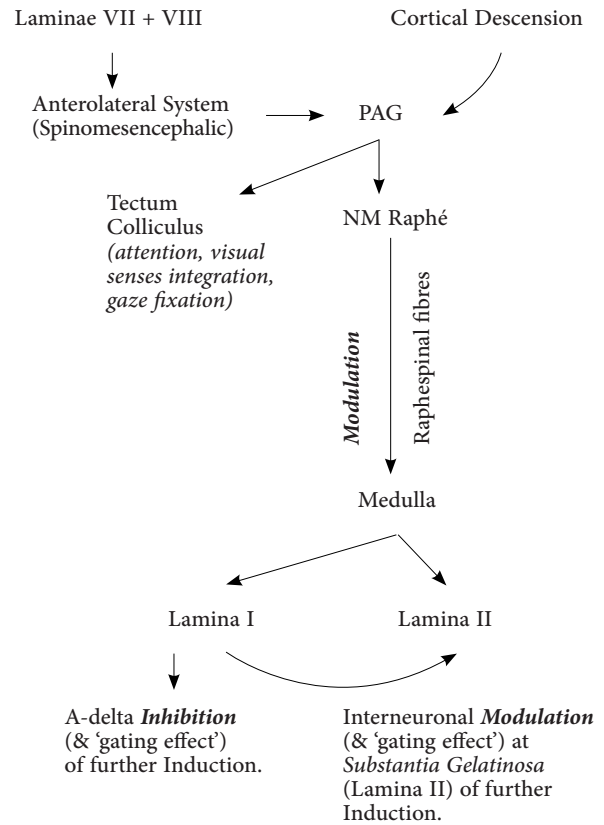 Laminae VII + VIII
Cortical Descension
Anterolateral System
(Spinomesencephalic)
PAG
Tectum
Colliculus
(attention, visual
senses integration,
gaze fixation)
NM Raphé
Modulation
Raphespinal fibres
Medulla
Lamina I
Lamina II
A-delta Inhibition
(& ‘gating effect’)
of further Induction.
Interneuronal Modulation
(& ‘gating effect’) at
Substantia Gelatinosa
(Lamina II) of further
Induction.